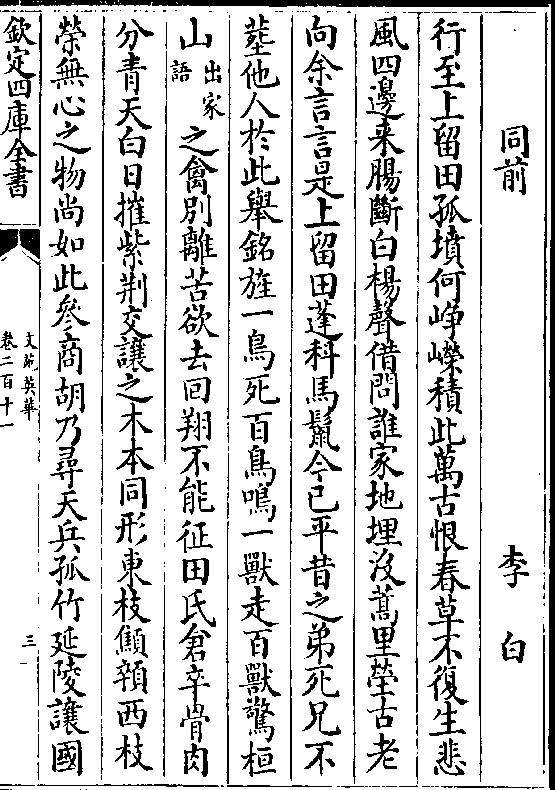 同前 李白
行至上留田孤墳何崢嶸積此萬古恨春草不復生悲
風四邊来腸斷白楊聲借問誰家地埋没蒿里塋古老
向余言言是上留田蓬科馬鬛今已平昔之弟死兄不
塟他人於此舉銘旌一鳥死百鳥鳴一獸走百獸驚桓
山出家語之禽別離苦欲去回翔不能征田氏倉卒骨肉
分青天白日摧紫荆交讓之木本同形東枝顦顇西枝
榮無心之物尚如此參商胡乃尋天兵孤竹延陵讓國
欽定四庫全書
文苑英華
卷二百十一
三